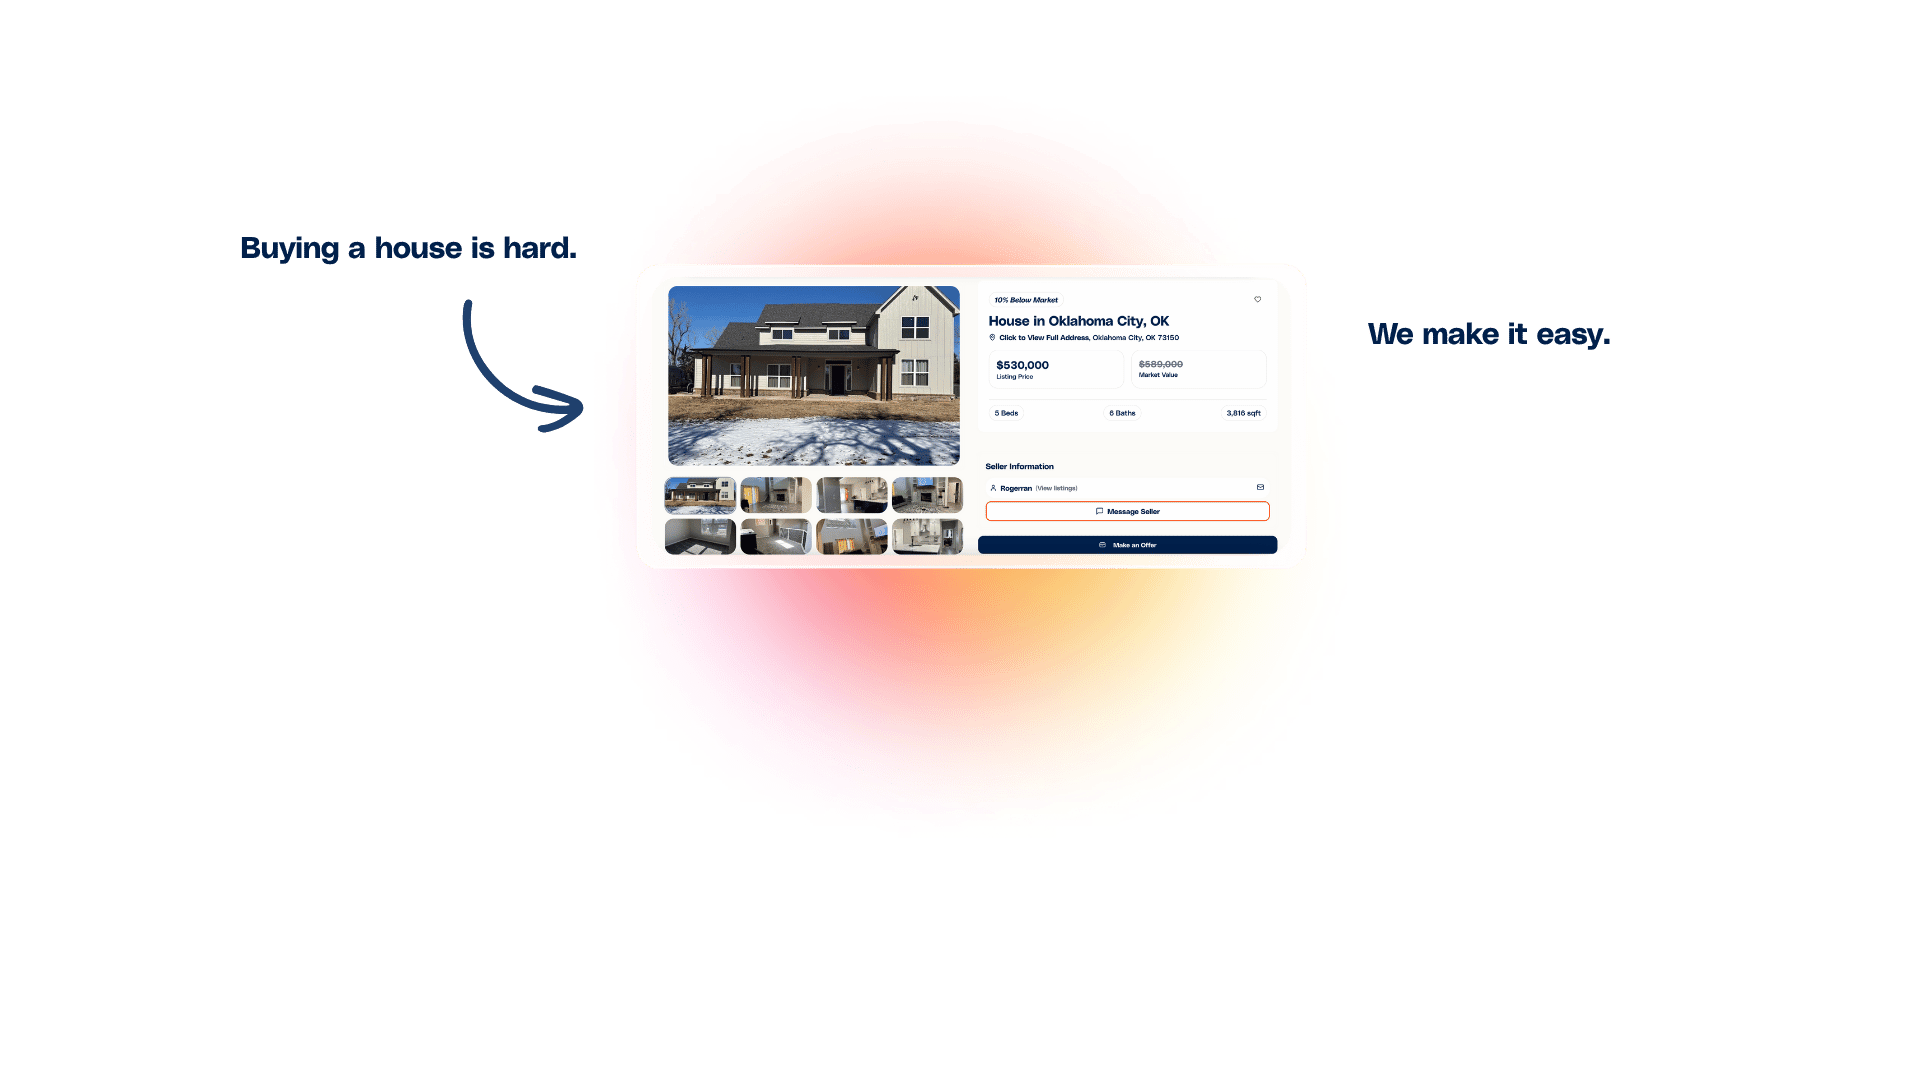 Buying a house is hard.
10% Below Market
House in Oklahoma City, OK
Click to View Full Address, Oklahoma City, OK 73150
$530,000
Listing Price
$589,000
Market Value
5 Beds
6 Baths
3,816 sqft
Seller Information
Rogerran (View listings)
Message Seller
Make an Offer
We make it easy.